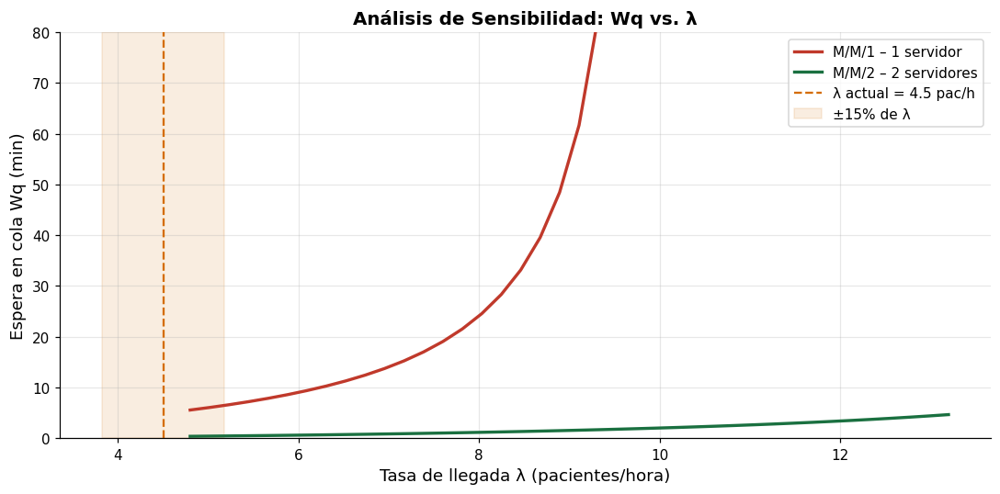 Análisis de Sensibilidad: Wq vs. λ
Espera en cola Wq (min)
80
70
60
50
40
30
20
10
0
M/M/1 – 1 servidor
M/M/2 – 2 servidores
λ actual = 4.5 pac/h
±15% de λ
4 6 8 10 12
Tasa de llegada λ (pacientes/hora)